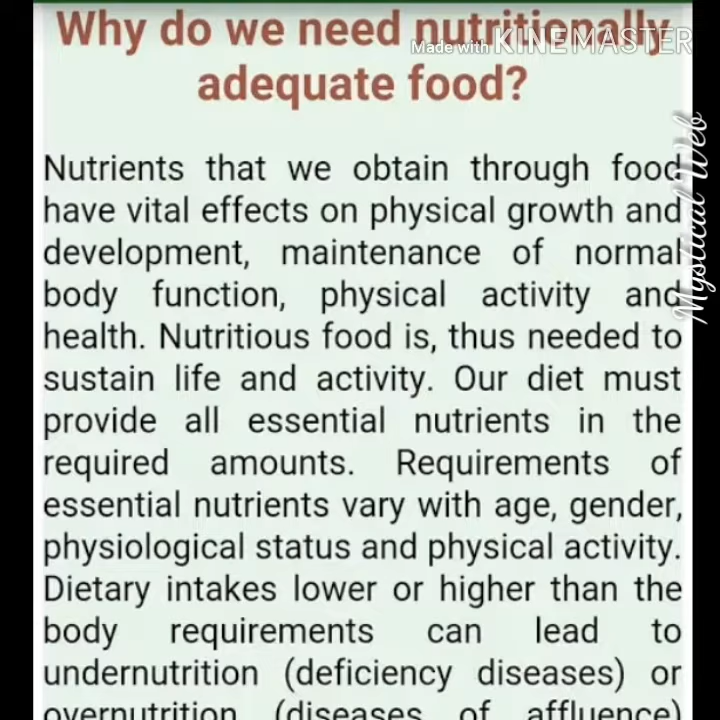 Why do we need nutritionally
Made with KINEMASTER
adequate food?
Mystical Web
Nutrients that we obtain through food
have vital effects on physical growth and
development, maintenance of normal
body function, physical activity and
health. Nutritious food is, thus needed to
sustain life and activity. Our diet must
provide all essential nutrients in the
required amounts. Requirements of
essential nutrients vary with age, gender,
physiological status and physical activity.
Dietary intakes lower or higher than the
body requirements can lead to
undernutrition (deficiency diseases) or
overnutrition (diseases of affluence)